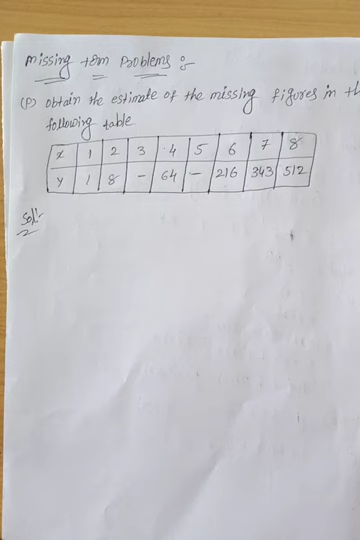 Missing term Problems :-
(P) obtain the estimate of the missing figures in th
following table
x 1 2 3 4 5 6 7 8
y 1 8 - 64 - 216 343 512
Sol:-